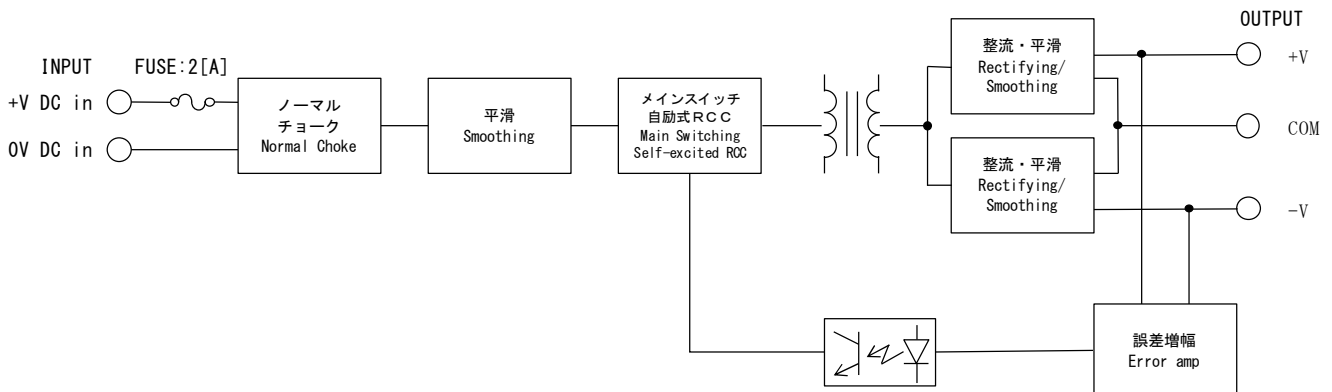 OUTPUT
INPUT
FUSE:2[A]
+V DC in
0V DC in
ノーマル
チョーク
Normal Choke
平滑
Smoothing
メインスイッチ
自励式ＲＣＣ
Main Switching
Self-excited RCC
整流・平滑
Rectifying/
Smoothing
整流・平滑
Rectifying/
Smoothing
+V
COM
-V
誤差増幅
Error amp